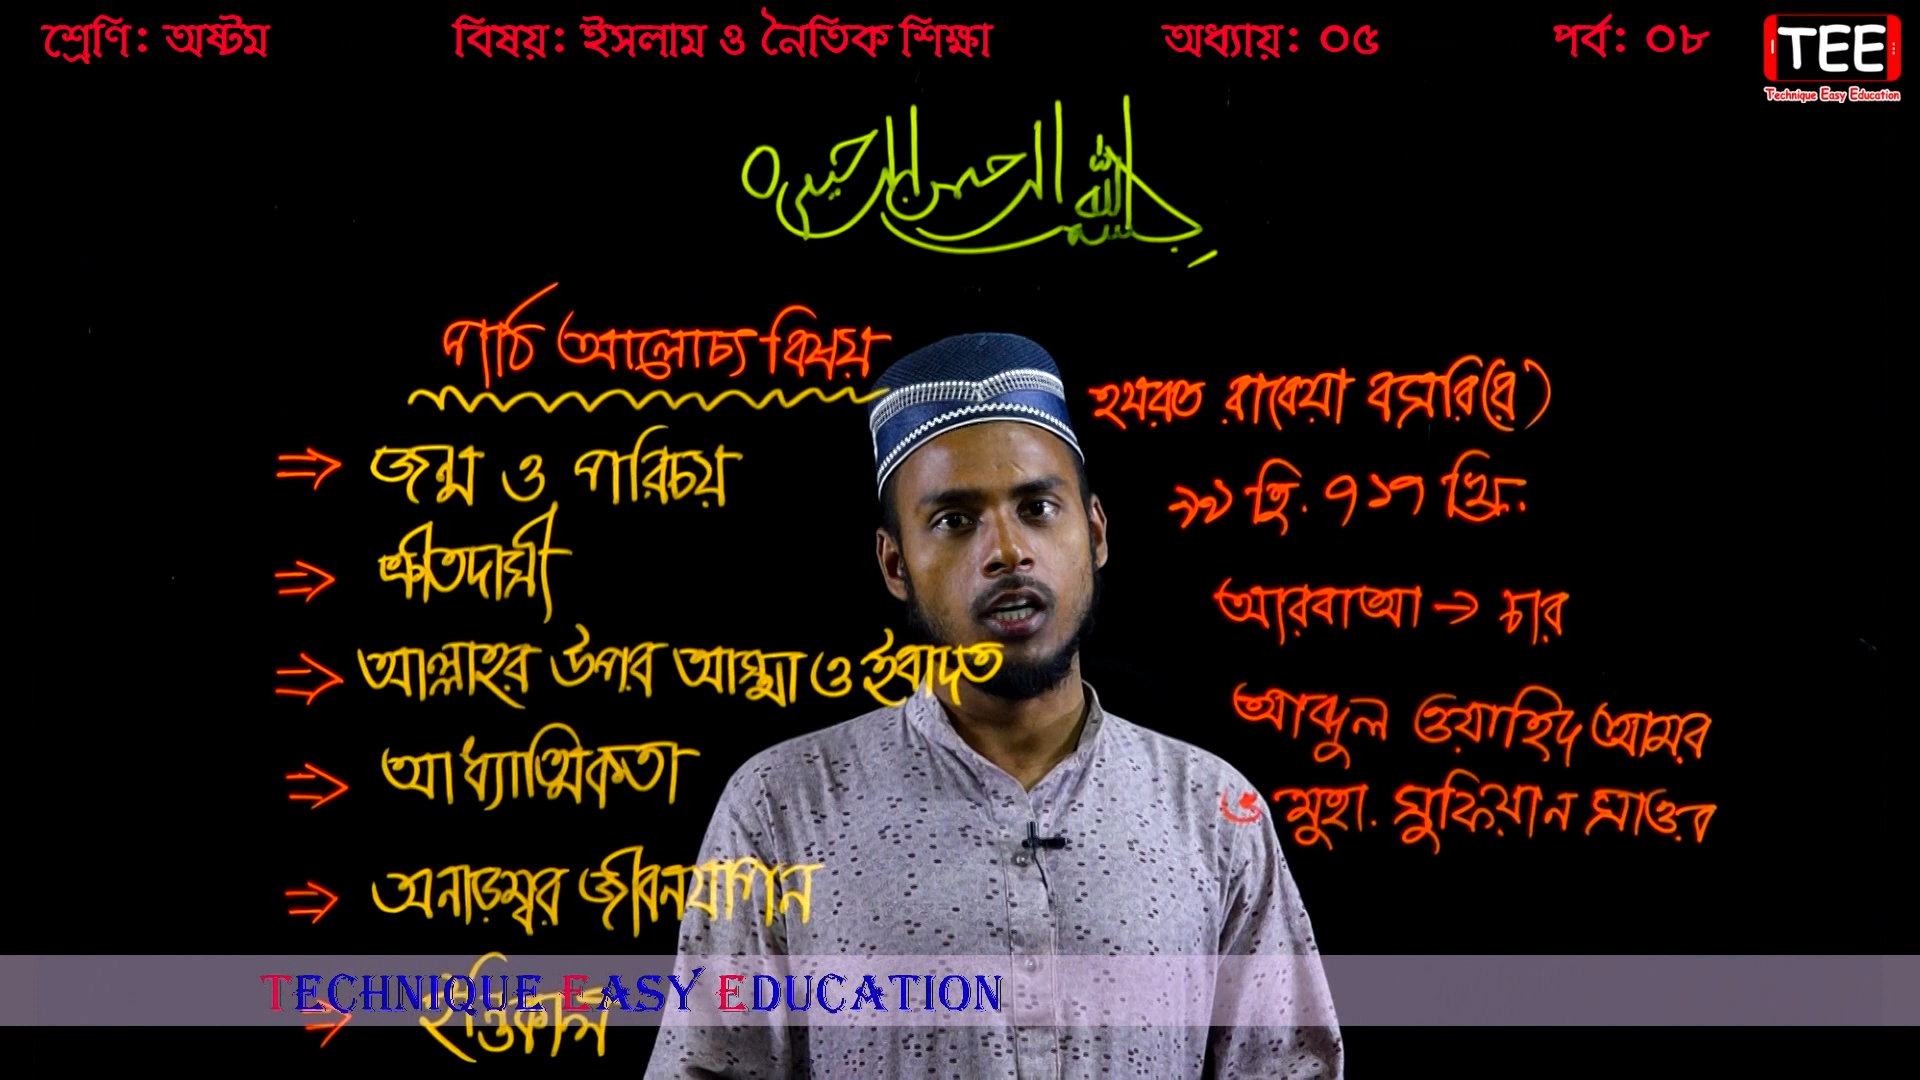 শ্রেণি: অষ্টম বিষয়: ইসলাম ও নৈতিক শিক্ষা অধ্যায়: ০৫ পর্ব: ০৮
TEE
Technique Easy Education
بسم الله الرحمن الرحيم
পাঠ আলোচ্য বিষয়
⇒ জন্ম ও পরিচয়
⇒ ক্রীতদাসী
⇒ আল্লাহর উপর আস্থা ও ইবাদত
⇒ আধ্যাত্মিকতা
⇒ অনাড়ম্বর জীবনযাপন
⇒ ইন্তিকাল
হযরত রাবেয়া বসরি (রে)
৯৯ হি. ৭১৭ খ্রি.
আরবাআ → চার
আব্দুল ওয়াহিদ আমর
ও মুহা. সুফিয়ান সাওর
TECHNIQUE EASY EDUCATION